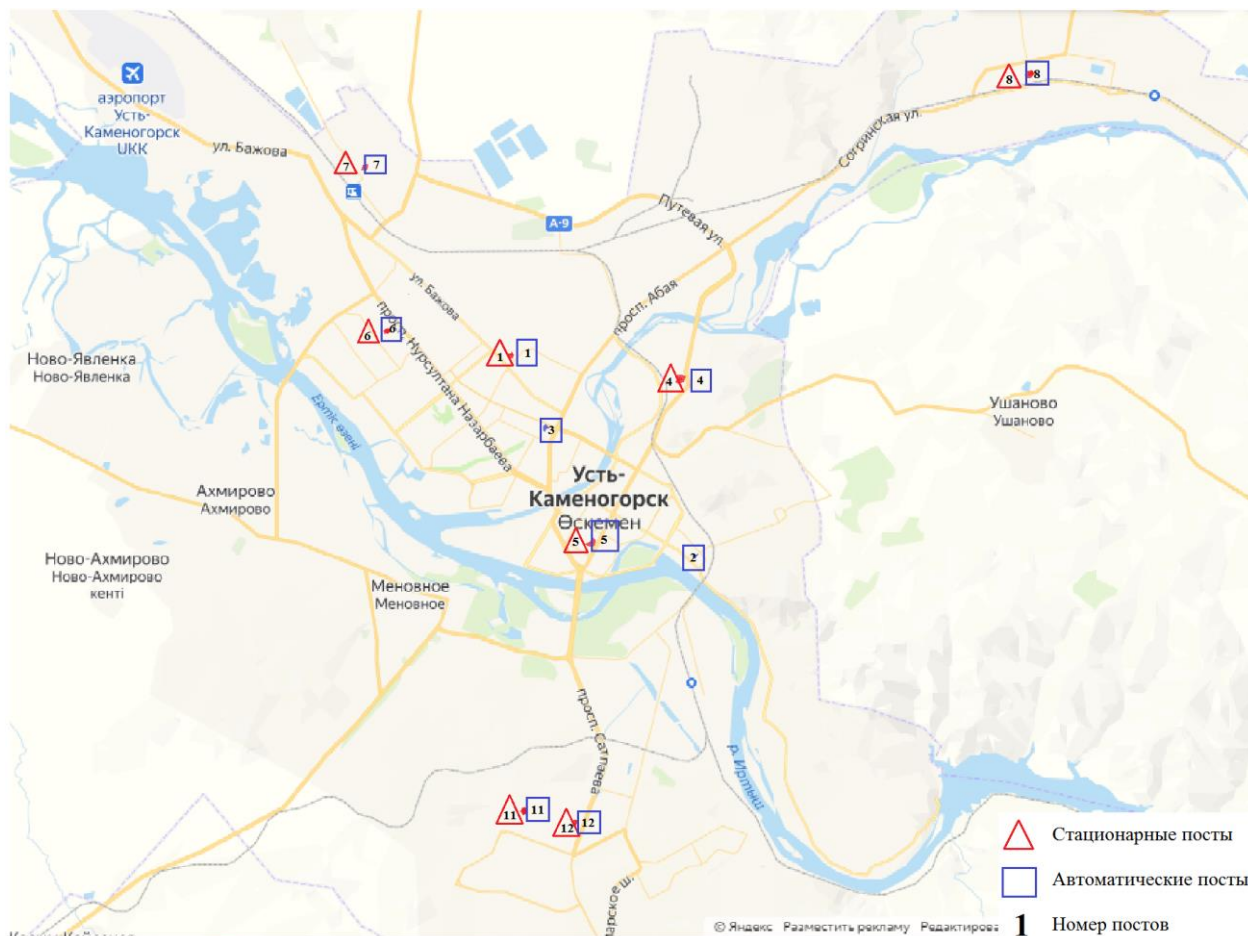 8
8
аэропорт
Усть-
Каменогорск
UKK
ул. Бажова
Согринская ул.
7
7
А-9
Путевая ул.
ул. Бажова
просп. Абая
просп. Нурсултана Назарбаева
6
6
1
1
Ново-Явленка
Ново-Явленка
4
4
Ертіс өзені
Ушаново
Ушаново
3
Усть-
Каменогорск
Өскемен
Ахмирово
Ахмирово
5
5
2
Ново-Ахмирово
Ново-Ахмирово
кенті
Меновное
Меновное
просп. Сатпаева
р. Иртыш
11
11
12
12
Стационарные посты
Автоматические посты
1 Номер постов
© Яндекс Разместить рекламу Редактирова